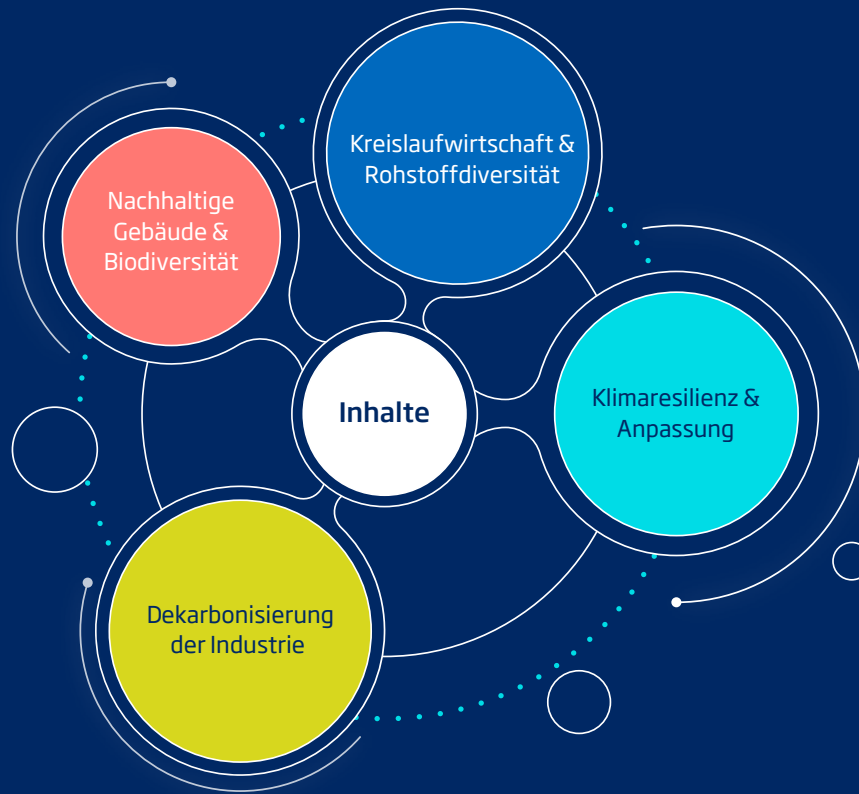 Kreislaufwirtschaft &
Rohstoffdiversität
Nachhaltige
Gebäude &
Biodiversität
Inhalte
Klimaresilienz &
Anpassung
Dekarbonisierung
der Industrie